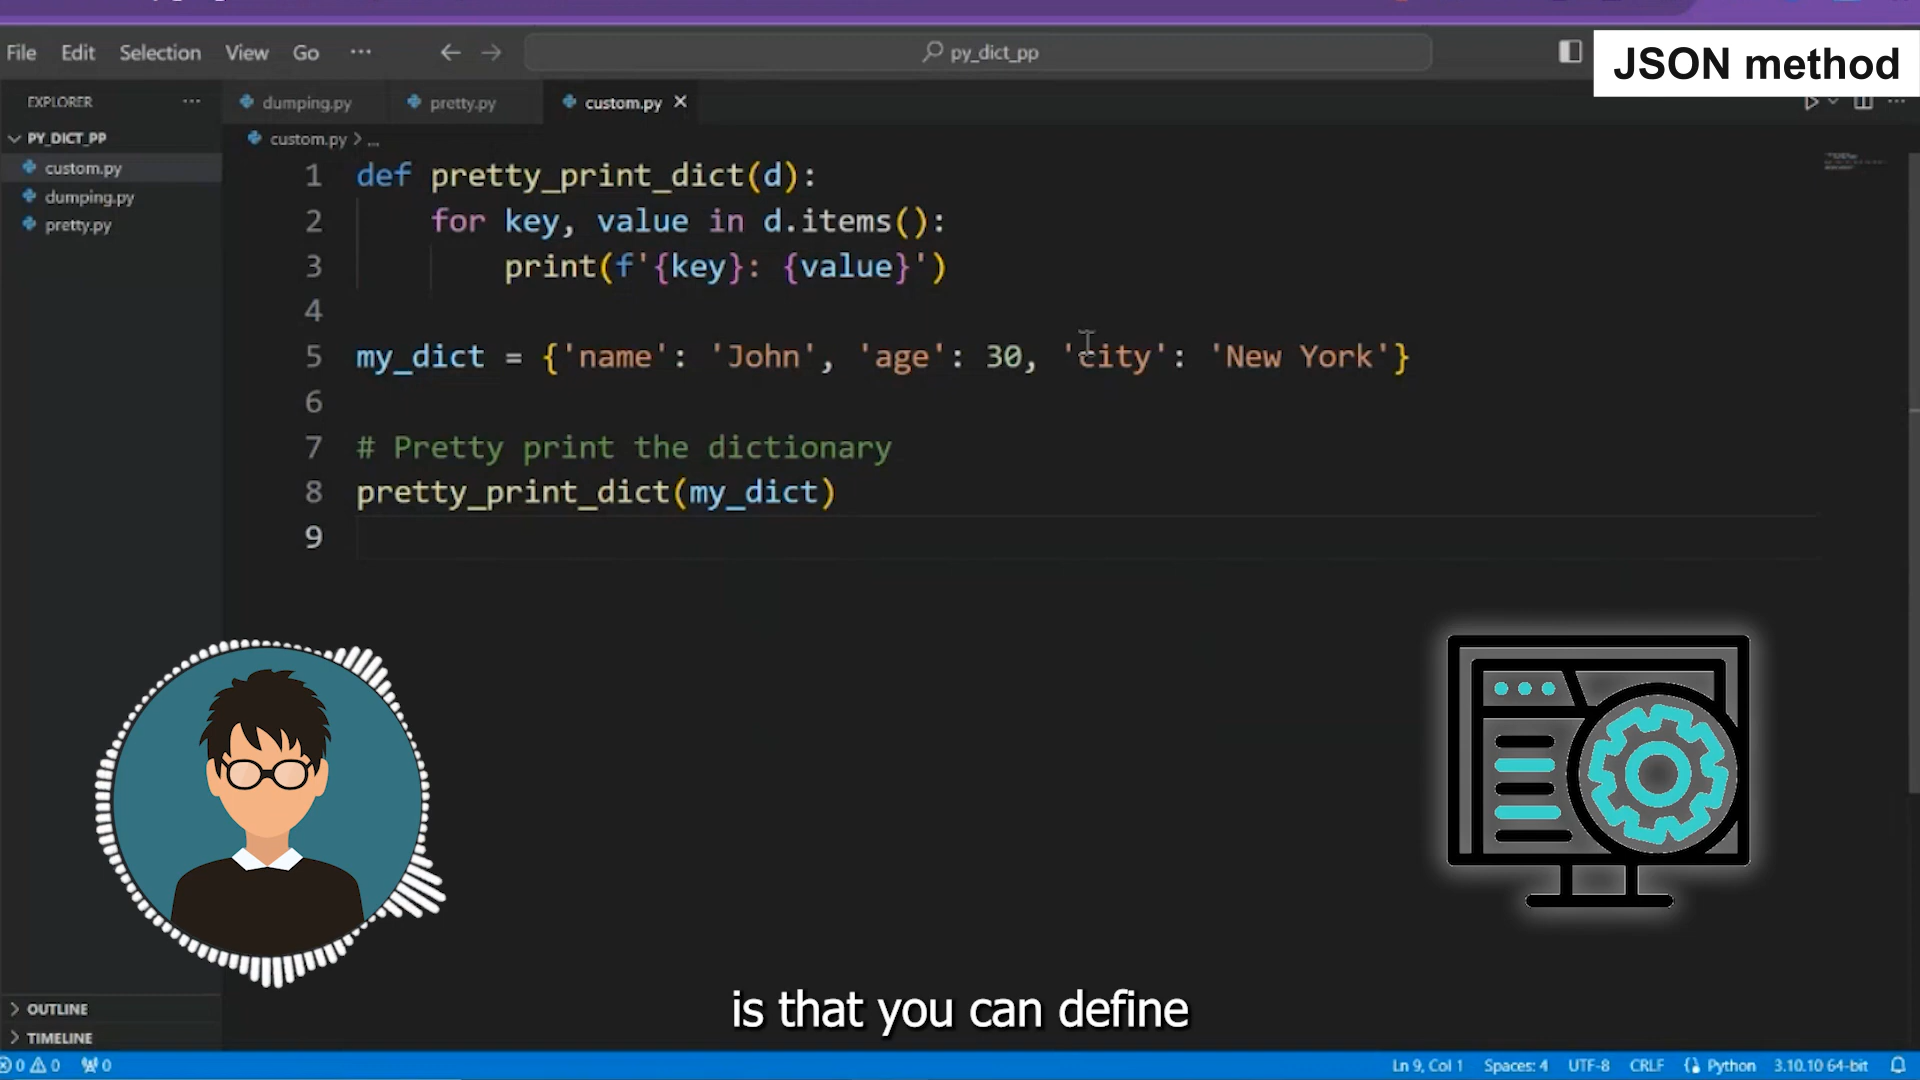 File Edit Selection View Go ... py_dict_pp
JSON method
EXPLORER ... dumping.py pretty.py custom.py
PY_DICT_PP
custom.py > ...
custom.py
dumping.py
pretty.py
1 def pretty_print_dict(d):
2 for key, value in d.items():
3 print(f'{key}: {value}')
4
5 my_dict = {'name': 'John', 'age': 30, 'city': 'New York'}
6
7 # Pretty print the dictionary
8 pretty_print_dict(my_dict)
9
OUTLINE
TIMELINE
is that you can define
0 0 0 Ln 9, Col 1 Spaces: 4 UTF-8 CRLF Python 3.10.10 64-bit